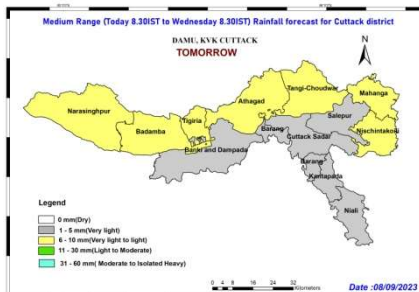 Medium Range (Today 8.30IST to Wednesday 8.30IST) Rainfall forecast for Cuttack district
DAMU, KVK CUTTACK
TOMORROW
N
Narasinghpur
Badamba
Tigiria
Athagad
Tangi-Choudwar
Mahanga
Salepur
Nischintakoili
Barang
Cuttack Sadar
Banki and Dampada
Barang
Kantapada
Niali
Legend
0 mm(Dry)
1 - 5 mm(Very light)
6 - 10 mm(Very light to light)
11 - 30 mm(Light to Moderate)
31 - 60 mm( Moderate to Isolated Heavy)
0 4 8 16 24 32
Kilometers
Date :08/09/2023